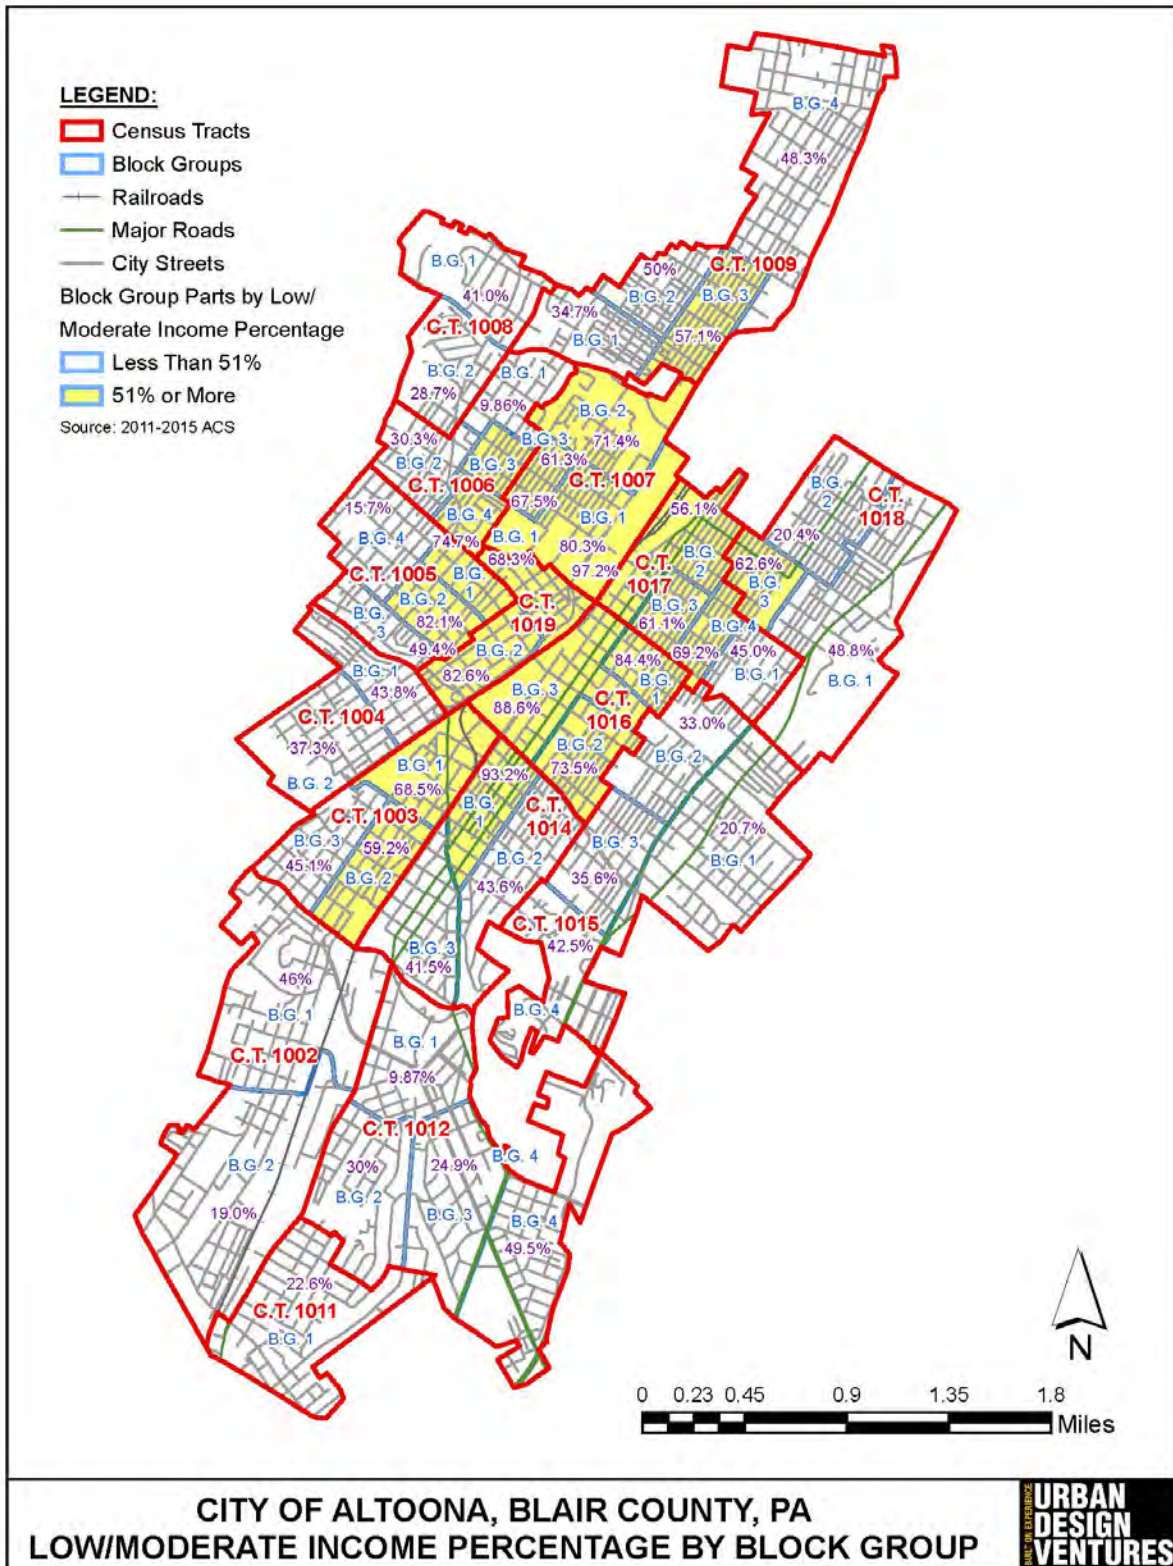 LEGEND:
Census Tracts
Block Groups
Railroads
Major Roads
City Streets
Block Group Parts by Low/
Moderate Income Percentage
Less Than 51%
51% or More
Source: 2011-2015 ACS
B.G. 4
48.3%
C.T. 1009
50%
B.G. 2
B.G. 3
57.1%
34.7%
B.G. 1
B.G. 1
41.0%
C.T. 1008
B.G. 2
28.7%
B.G. 1
9.86%
B.G. 2
71.4%
B.G. 3
61.3%
C.T. 1007
67.5%
B.G. 1
80.3%
97.2%
30.3%
B.G. 2
B.G. 3
C.T. 1006
B.G. 4
74.7%
B.G. 1
68.3%
15.7%
B.G. 4
C.T. 1005
B.G. 1
B.G. 2
82.1%
B.G. 3
49.4%
C.T. 1019
B.G. 2
82.6%
56.1%
C.T. 1017
B.G. 2
B.G. 3
61.1%
62.6%
B.G. 3
B.G. 4
69.2%
45.0%
B.G. 1
B.G. 2
C.T. 1018
20.4%
48.8%
B.G. 1
84.4%
B.G. 1
B.G. 3
88.6%
C.T. 1016
B.G. 2
73.5%
B.G. 1
43.8%
C.T. 1004
37.3%
B.G. 2
33.0%
B.G. 2
20.7%
B.G. 1
B.G. 1
68.5%
C.T. 1003
B.G. 3
45.1%
59.2%
B.G. 2
93.2%
B.G. 1
C.T. 1014
B.G. 2
43.6%
B.G. 3
35.6%
C.T. 1015
42.5%
B.G. 3
41.5%
B.G. 4
46%
B.G. 1
C.T. 1002
B.G. 1
9.87%
C.T. 1012
B.G. 4
B.G. 2
19.0%
30%
B.G. 2
24.9%
B.G. 3
B.G. 4
49.5%
22.6%
C.T. 1011
B.G. 1
N
0 0.23 0.45 0.9 1.35 1.8
Miles
CITY OF ALTOONA, BLAIR COUNTY, PA
LOW/MODERATE IINCOME PERCENTAGE BY BLOCK GROUP
BUILT ON EXPERIENCE
URBAN
DESIGN
VENTURES